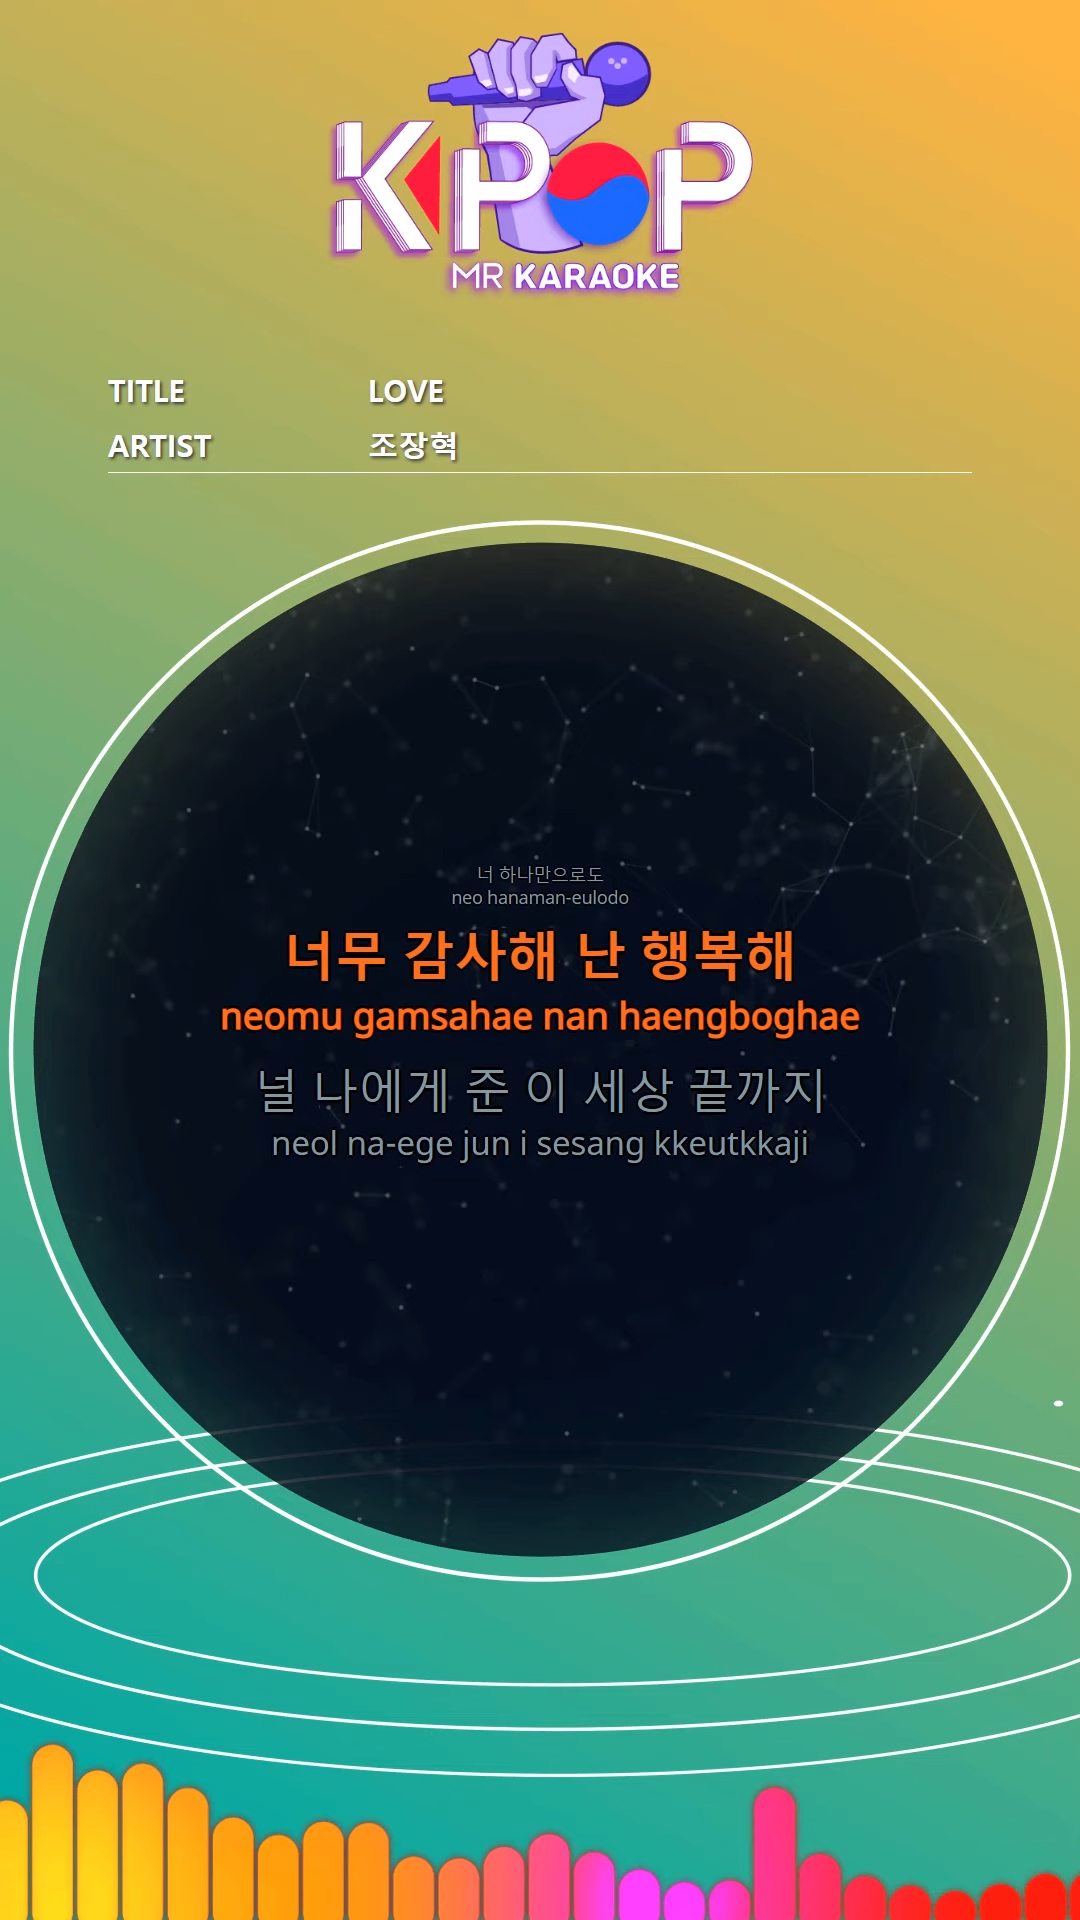 KPOP
MR KARAOKE
TITLE LOVE
ARTIST 조장혁
너 하나만으로도
neo hanaman-eulodo
너무 감사해 난 행복해
neomu gamsahae nan haengboghae
널 나에게 준 이 세상 끝까지
neol na-ege jun i sesang kkeutkkaji